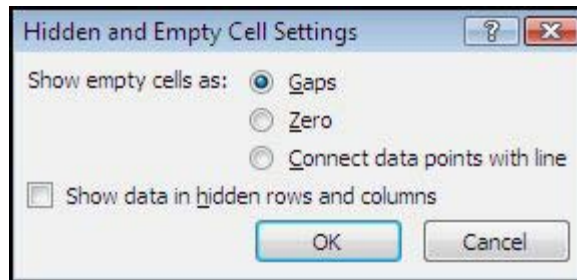 Hidden and Empty Cell Settings ?
Show empty cells as: Gaps
Zero
Connect data points with line
Show data in hidden rows and columns
OK Cancel